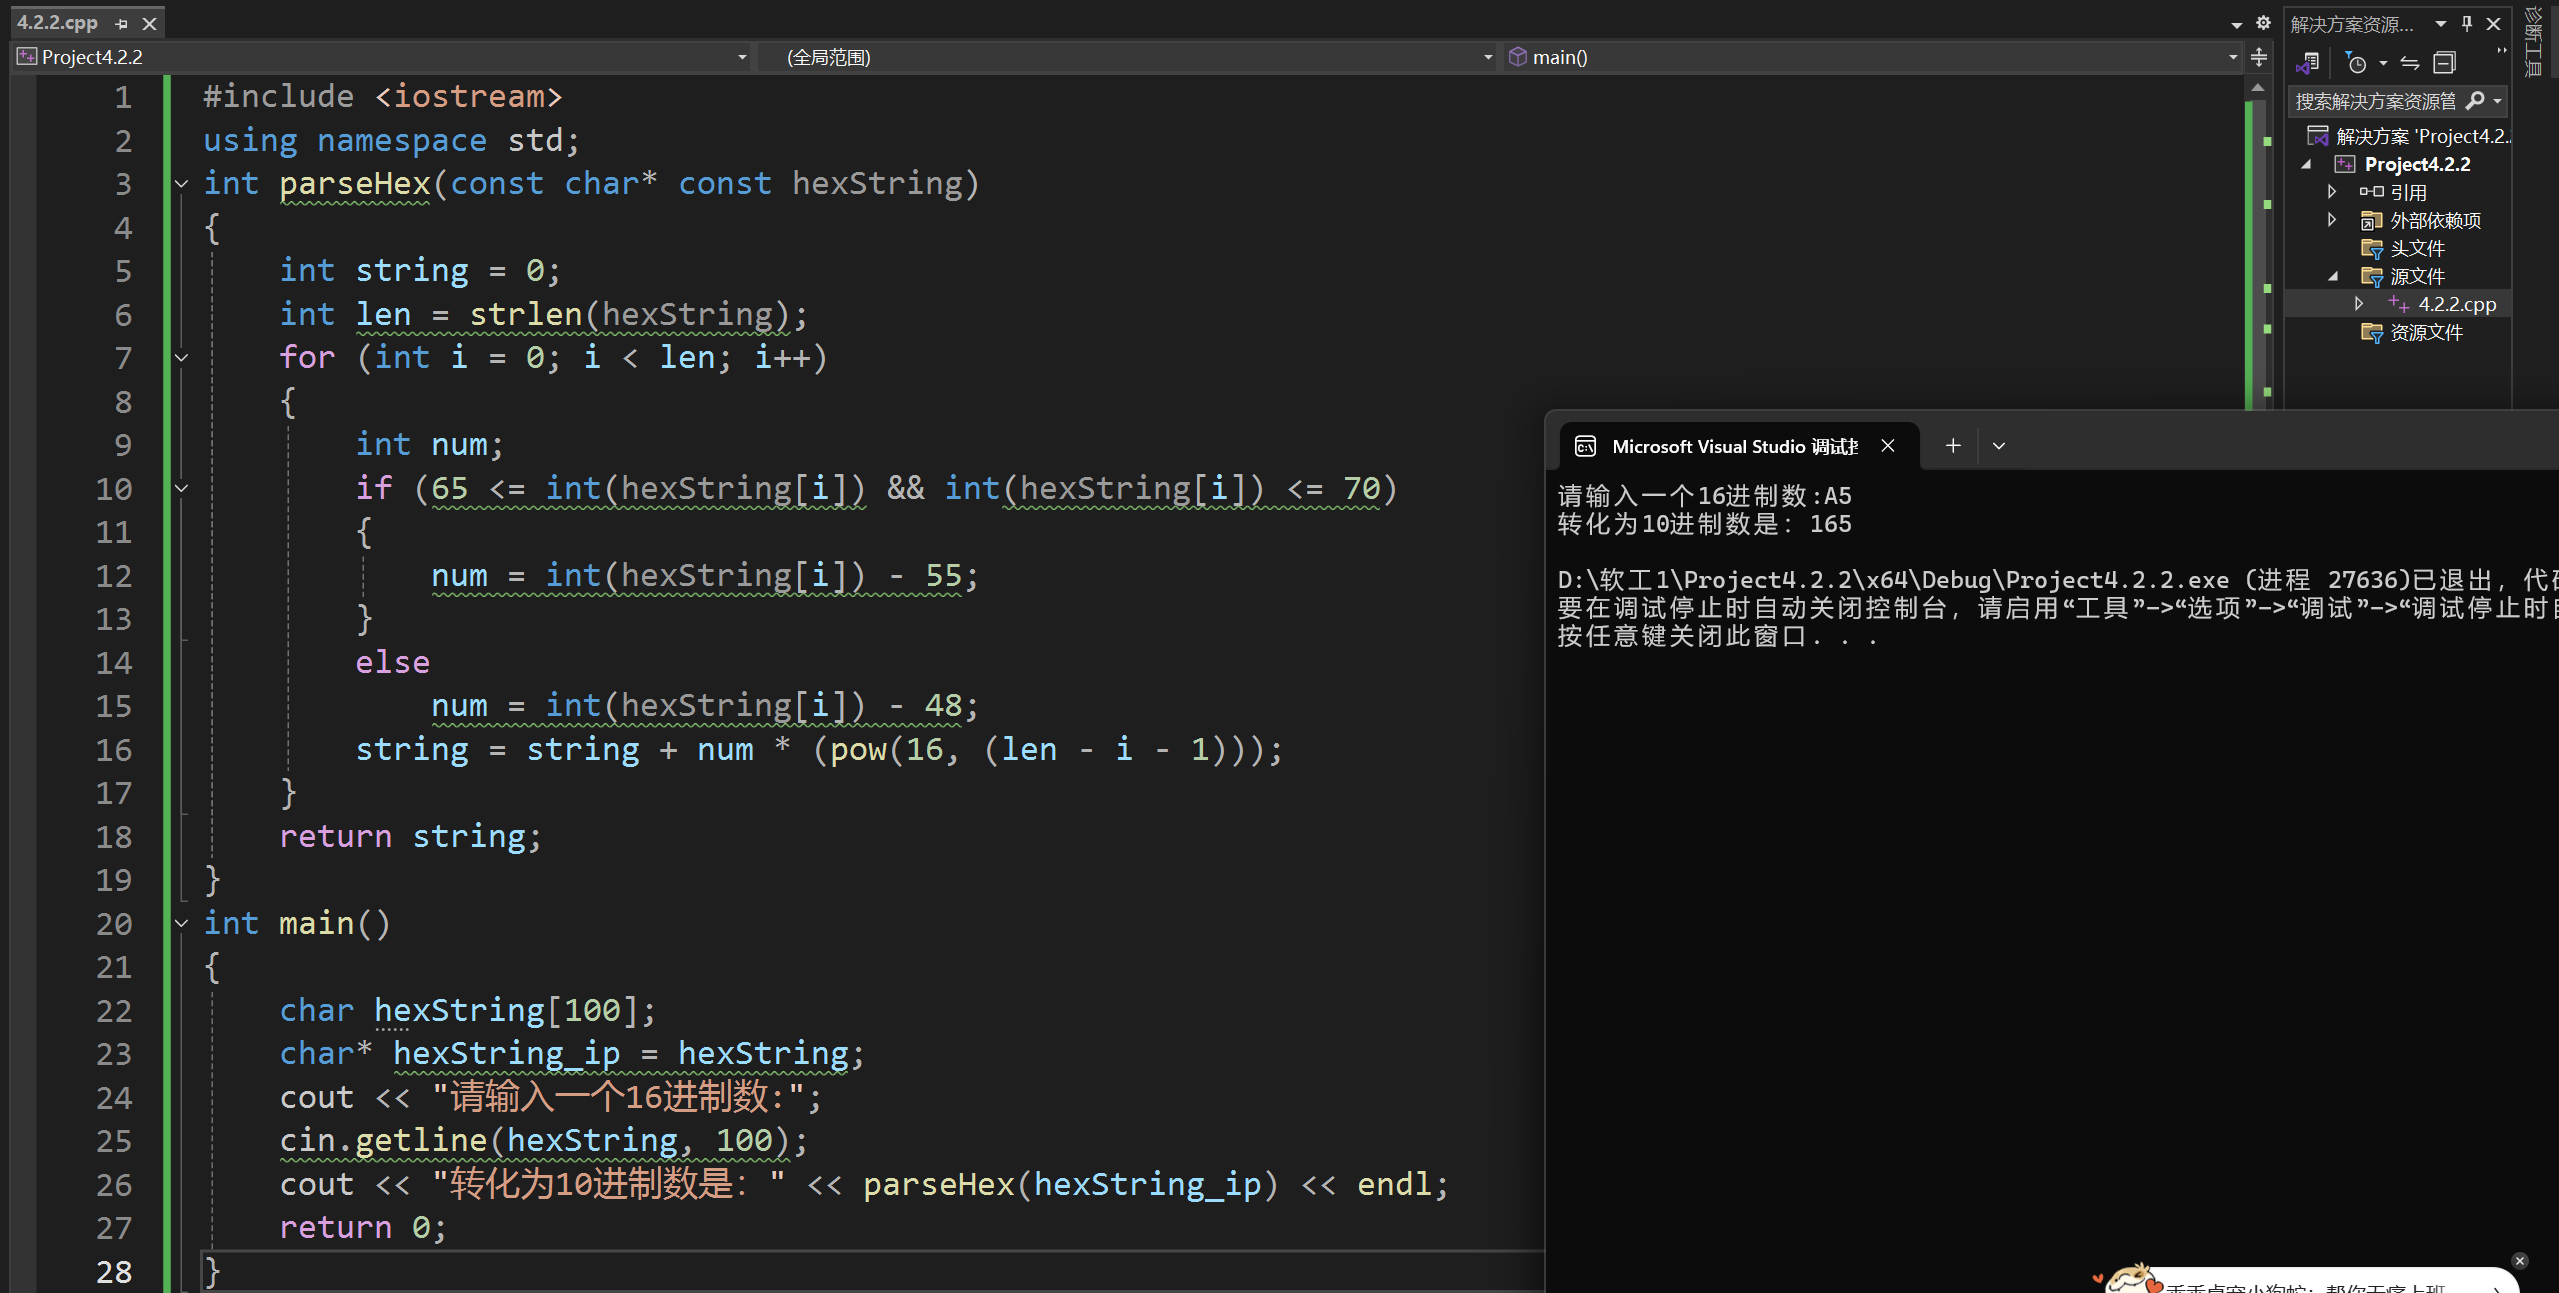 4.2.2.cpp
Project4.2.2
(全局范围)
main()
1 #include <iostream>
2 using namespace std;
3 int parseHex(const char* const hexString)
4 {
5 int string = 0;
6 int len = strlen(hexString);
7 for (int i = 0; i < len; i++)
8 {
9 int num;
10 if (65 <= int(hexString[i]) && int(hexString[i]) <= 70)
11 {
12 num = int(hexString[i]) - 55;
13 }
14 else
15 num = int(hexString[i]) - 48;
16 string = string + num * (pow(16, (len - i - 1)));
17 }
18 return string;
19 }
20 int main()
21 {
22 char hexString[100];
23 char* hexString_ip = hexString;
24 cout << "请输入一个16进制数:";
25 cin.getline(hexString, 100);
26 cout << "转化为10进制数是：" << parseHex(hexString_ip) << endl;
27 return 0;
28 }
解决方案资源...
搜索解决方案资源管
解决方案 'Project4.2.
Project4.2.2
引用
外部依赖项
头文件
源文件
4.2.2.cpp
资源文件
诊断工具
Microsoft Visual Studio 调试
请输入一个16进制数:A5
转化为10进制数是：165
D:\软工1\Project4.2.2\x64\Debug\Project4.2.2.exe (进程 27636)已退出，代
要在调试停止时自动关闭控制台，请启用“工具”->“选项”->“调试”->“调试停止时
按任意键关闭此窗口. . .